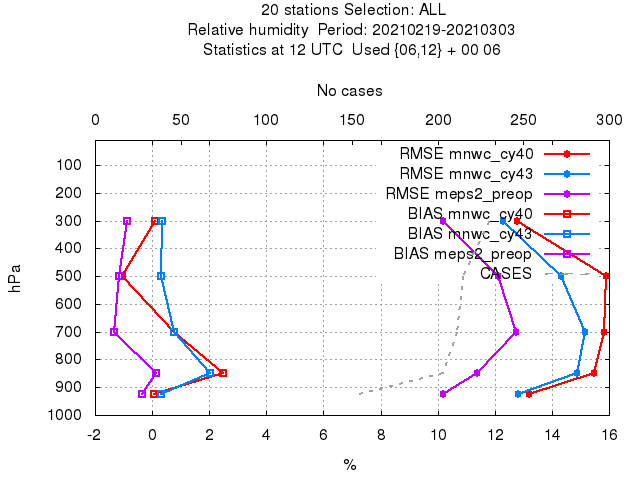 20 stations Selection: ALL
Relative humidity  Period: 20210219-20210303
Statistics at 12 UTC  Used {06,12} + 00 06
No cases
0 50 100 150 200 250 300
RMSE mnwc_cy40
RMSE mnwc_cy43
RMSE meps2_preop
BIAS mnwc_cy40
BIAS mnwc_cy43
BIAS meps2_preop
CASES
hPa
100
200
300
400
500
600
700
800
900
1000
-2 0 2 4 6 8 10 12 14 16
%